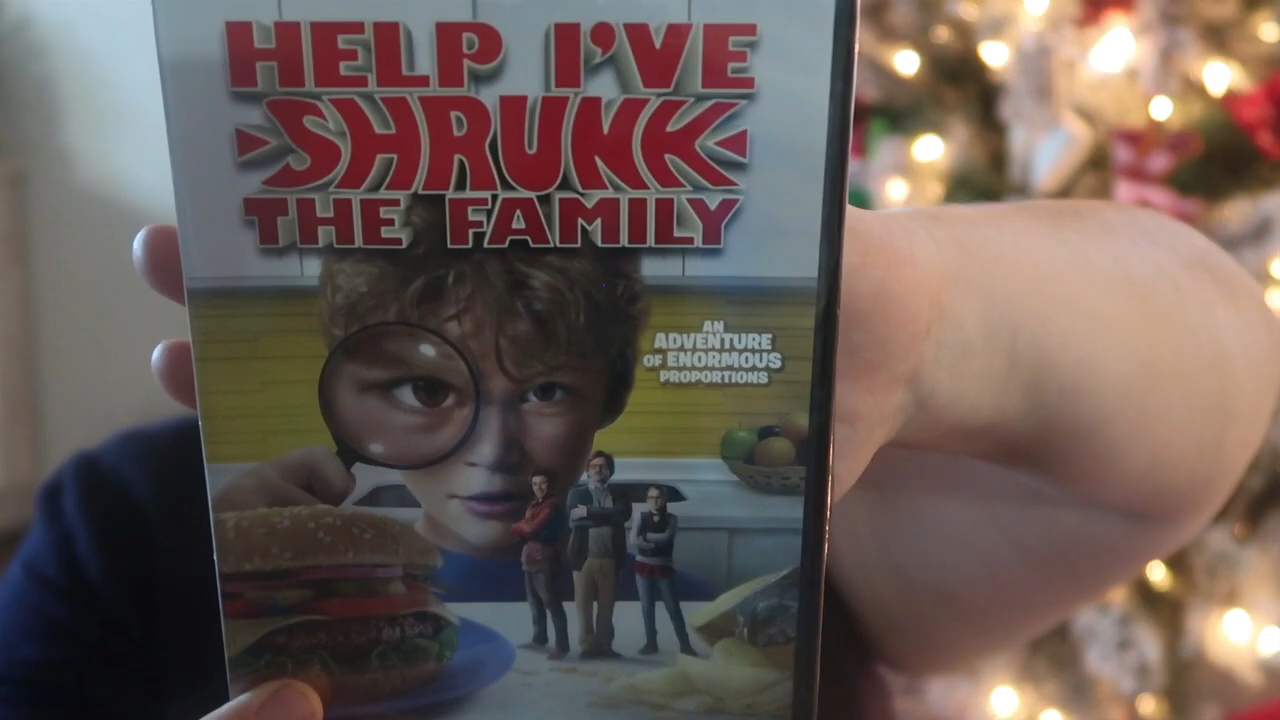 HELP I'VE
SHRUNK
THE FAMILY
AN
ADVENTURE
OF ENORMOUS
PROPORTIONS